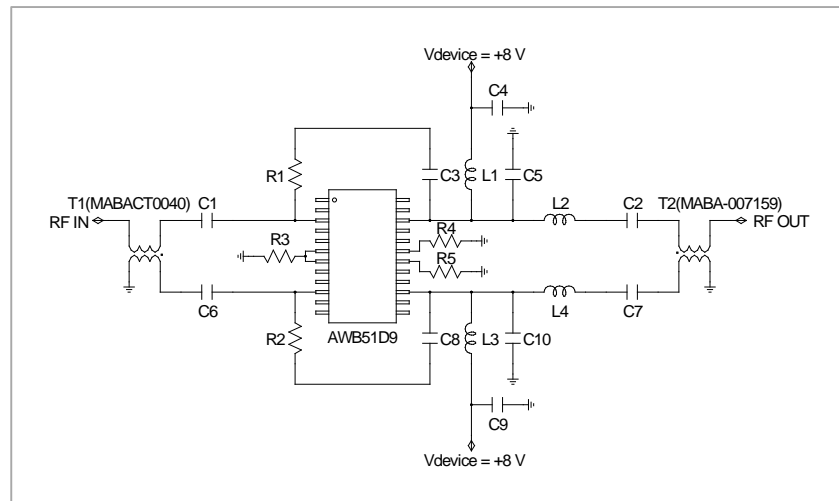 Vdevice = +8 V
C4
R1
C3
L1
C5
T1(MABACT0040)
C1
L2
C2
T2(MABA-007159)
RF IN
RF OUT
R4
R3
R5
C6
L4
C7
R2
AWB51D9
C8
L3
C10
C9
Vdevice = +8 V